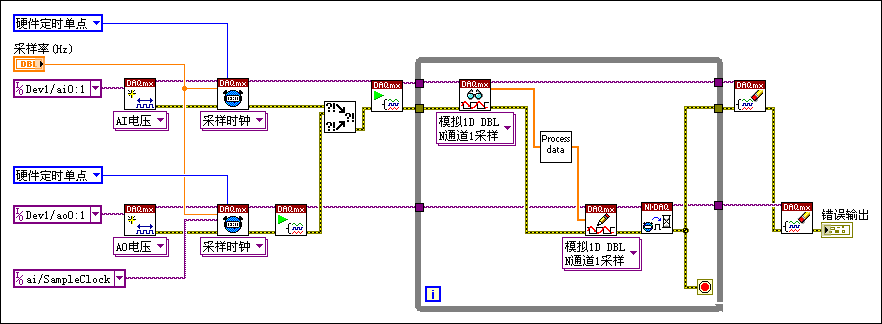 硬件定时单点
采样率(Hz)
DBL
Dev1/ai0:1
DAQmx
AI电压
DAQmx
采样时钟
?!
?!
?!
DAQmx
DAQmx
模拟1D DBL
N通道1采样
Process
data
DAQmx
硬件定时单点
Dev1/ao0:1
DAQmx
AO电压
DAQmx
采样时钟
DAQmx
ai/SampleClock
DAQmx
模拟1D DBL
N通道1采样
NI-DAQ
DAQmx
错误输出
i